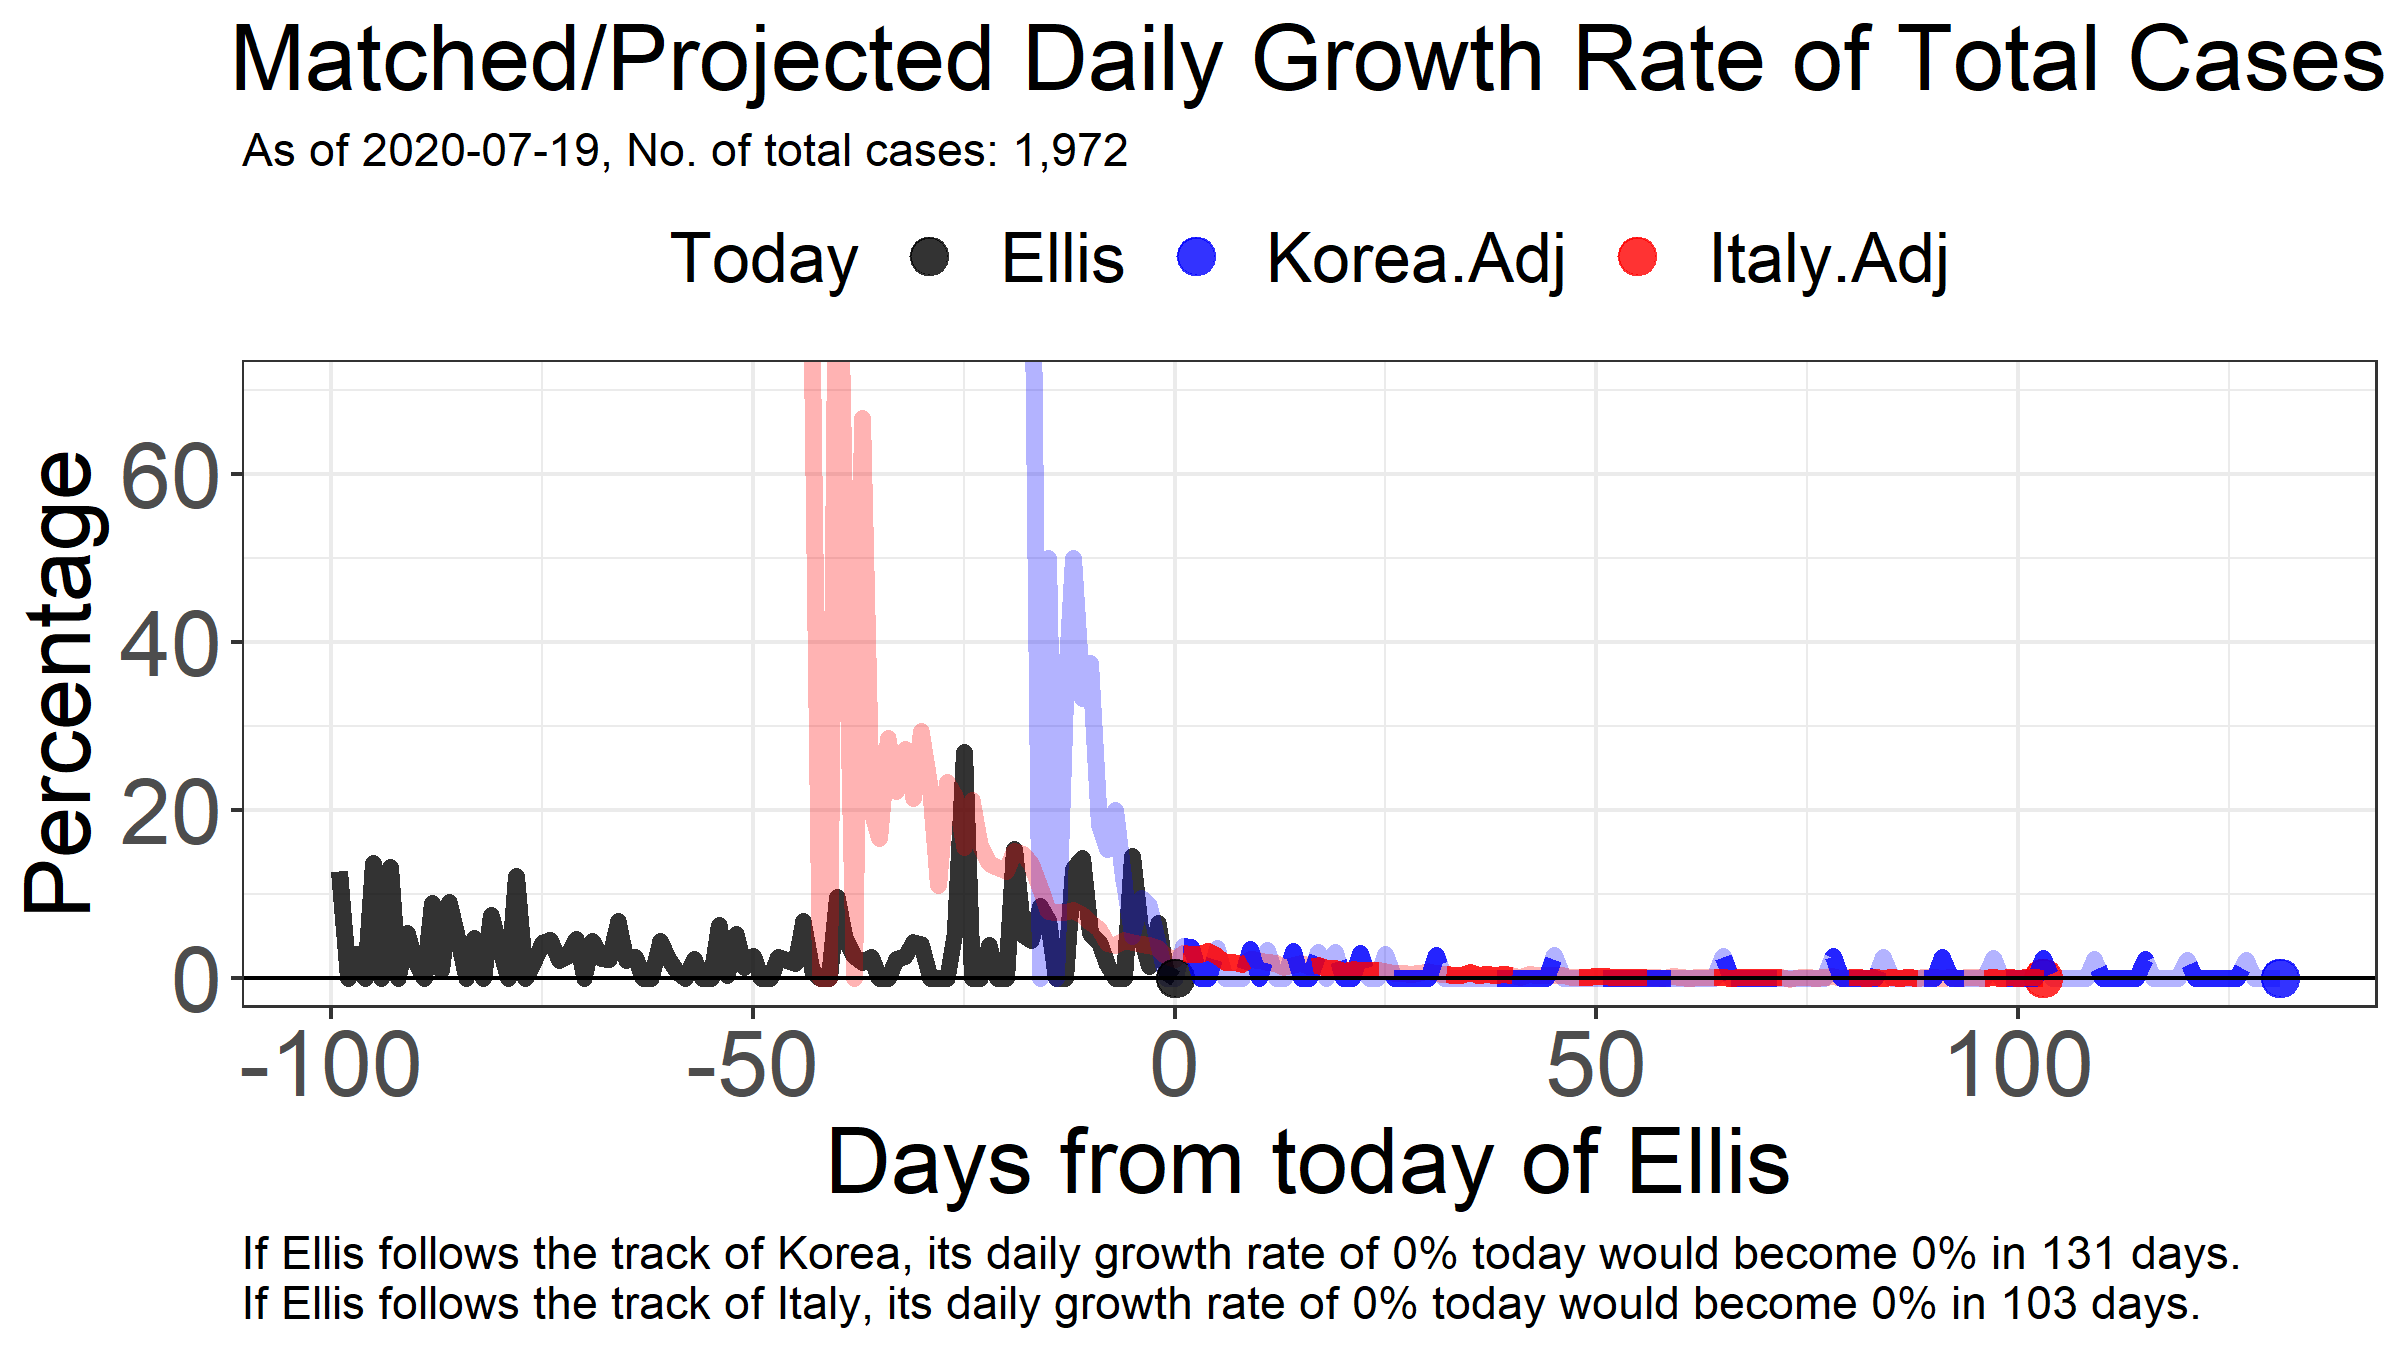 Matched/Projected Daily Growth Rate of Total Cases
As of 2020-07-19, No. of total cases: 1,972
Today Ellis Korea.Adj Italy.Adj
Percentage
60
40
20
0
-100 -50 0 50 100
Days from today of Ellis
If Ellis follows the track of Korea, its daily growth rate of 0% today would become 0% in 131 days.
If Ellis follows the track of Italy, its daily growth rate of 0% today would become 0% in 103 days.